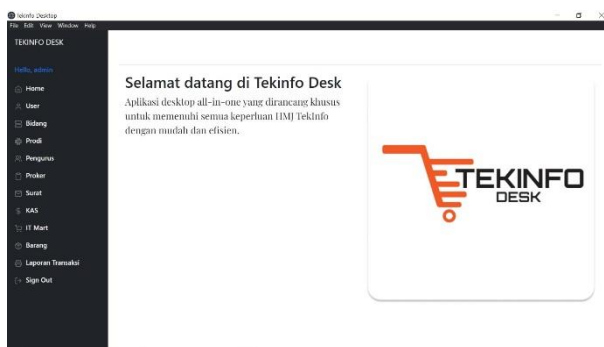 Tekinfo Desktop
File Edit View Window Help
TEKINFO DESK
Hello, admin
Home
User
Bidang
Prodi
Pengurus
Proker
Surat
KAS
IT Mart
Barang
Laporan Transaksi
Sign Out
Selamat datang di Tekinfo Desk
Aplikasi desktop all-in-one yang dirancang khusus
untuk memenuhi semua keperluan HMJ TekInfo
dengan mudah dan efisien.
TEKINFO
DESK